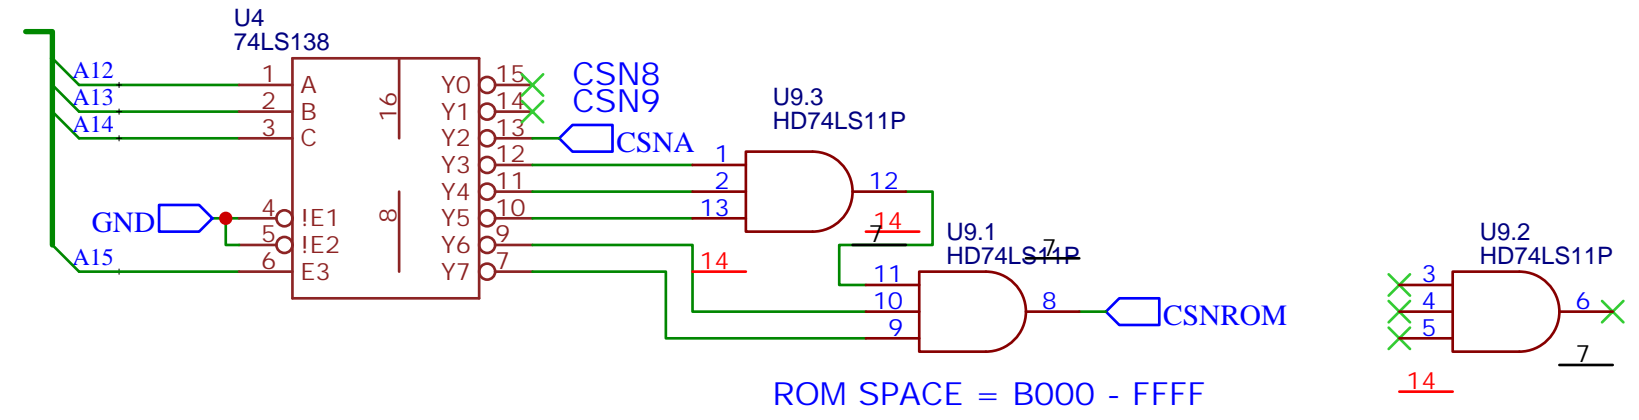 U4
74LS138
A12
A13
A14
A15
GND
1
2
3
4
5
6
A
B
C
!E1
!E2
E3
16
8
Y0
Y1
Y2
Y3
Y4
Y5
Y6
Y7
15
14
13
12
11
10
9
7
CSN8
CSN9
CSNA
U9.3
HD74LS11P
1
2
13
12
14
7
14
U9.1
HD74LS11P
7
11
10
9
8
CSNROM
U9.2
HD74LS11P
3
4
5
6
7
14
ROM SPACE = B000 - FFFF